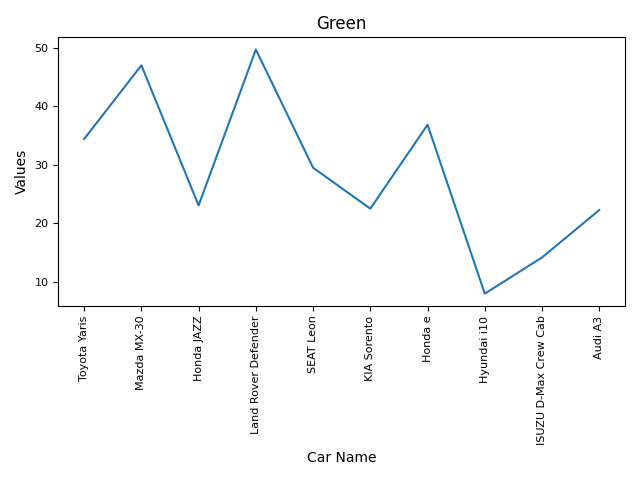 Green
Values
50
40
30
20
10
Toyota Yaris
Mazda MX-30
Honda JAZZ
Land Rover Defender
SEAT Leon
KIA Sorento
Honda e
Hyundai i10
ISUZU D-Max Crew Cab
Audi A3
Car Name